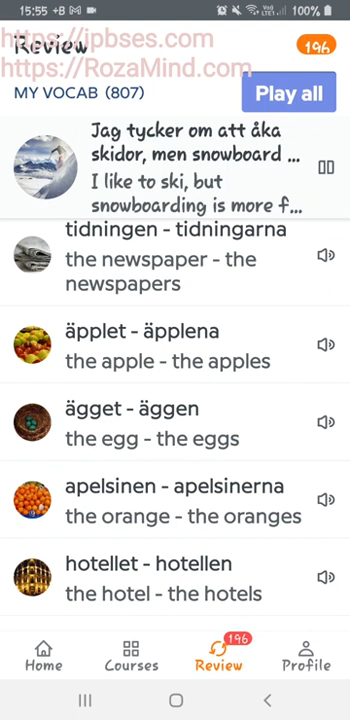 15:55 +B 100%
https://jpbses.com
Review
196
https://RozaMind.com
MY VOCAB (807)
Play all
Jag tycker om att åka
skidor, men snowboard ...
I like to ski, but
snowboarding is more f...
tidningen - tidningarna
the newspaper - the
newspapers
äpplet - äpplena
the apple - the apples
ägget - äggen
the egg - the eggs
apelsinen - apelsinerna
the orange - the oranges
hotellet - hotellen
the hotel - the hotels
196
Home Courses Review Profile